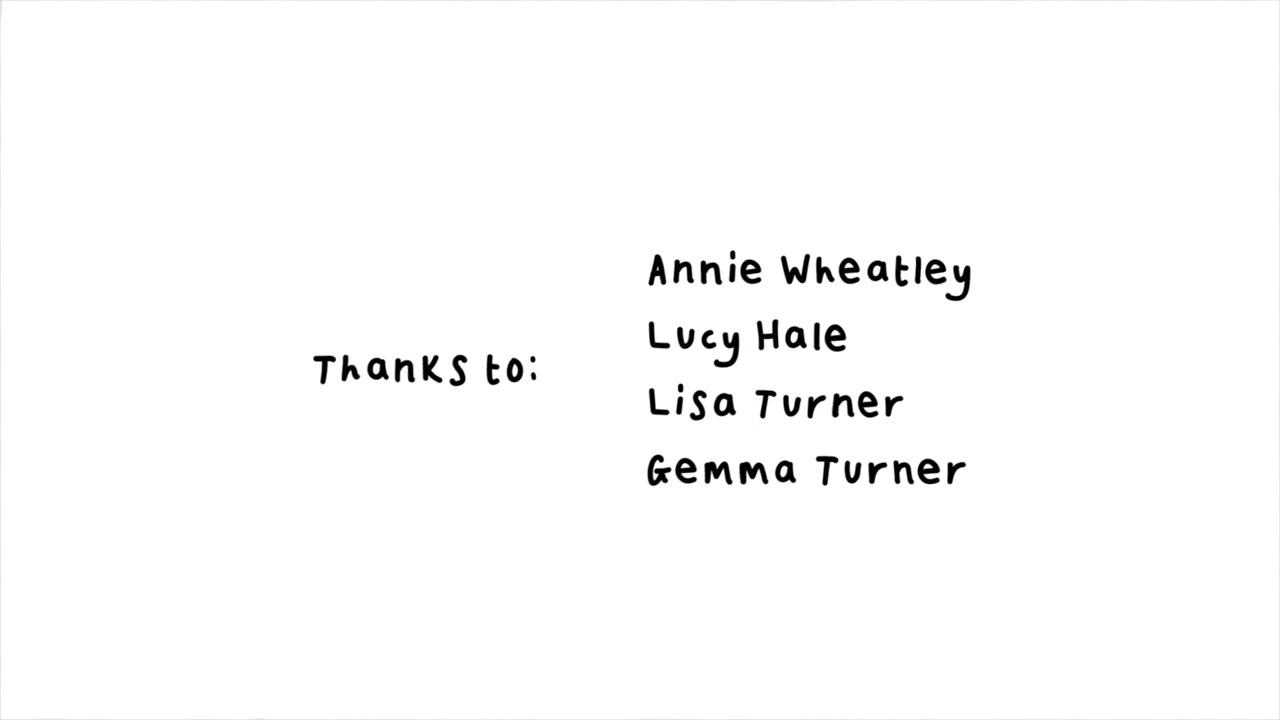 Thanks to:
Annie Wheatley
Lucy Hale
Lisa Turner
Gemma Turner